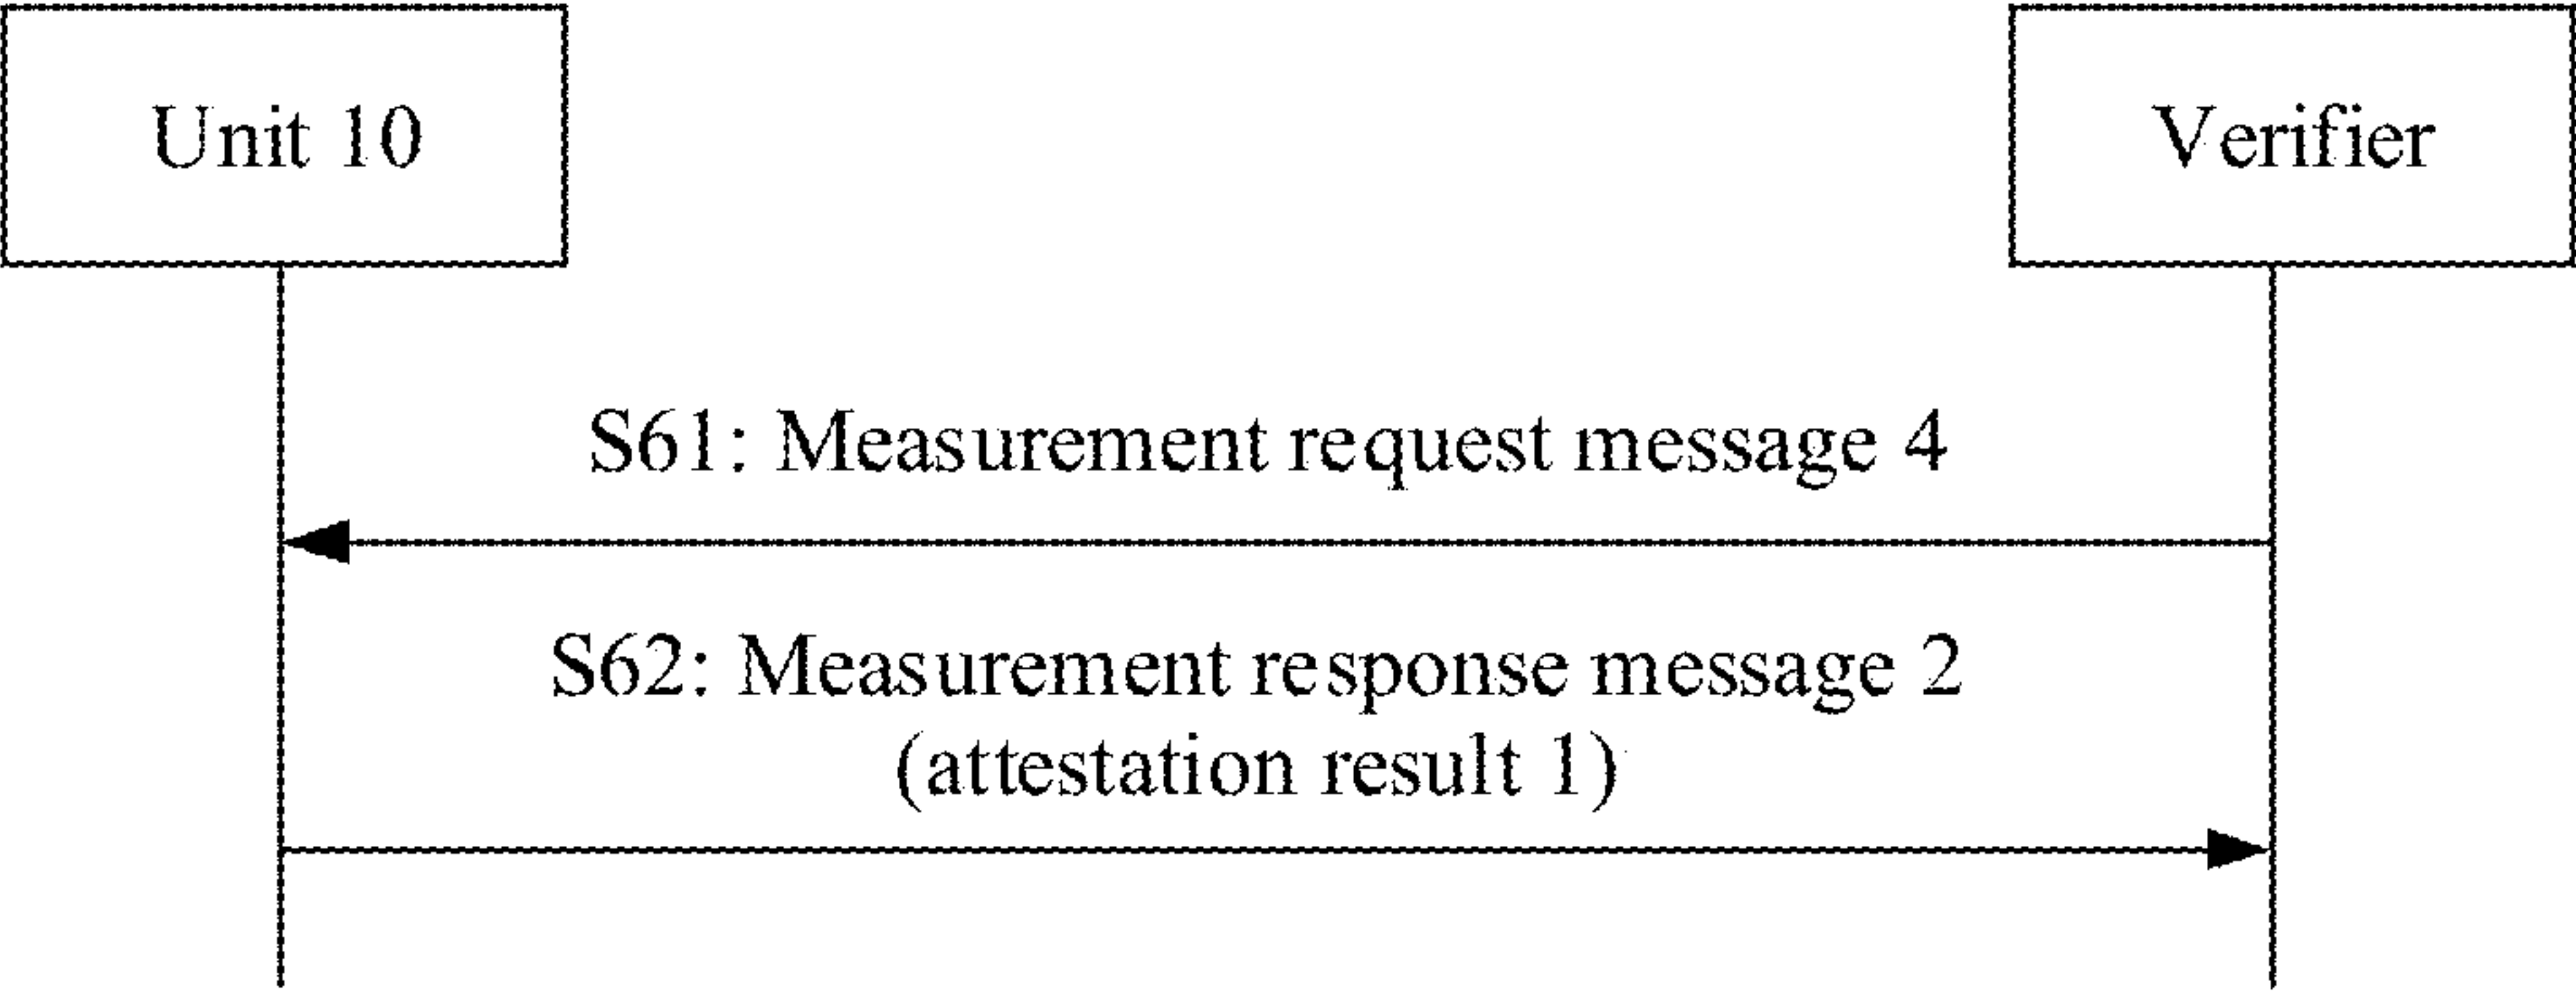 Unit 10
Verifier
S61: Measurement request message 4
S62: Measurement response message 2
(attestation result 1)